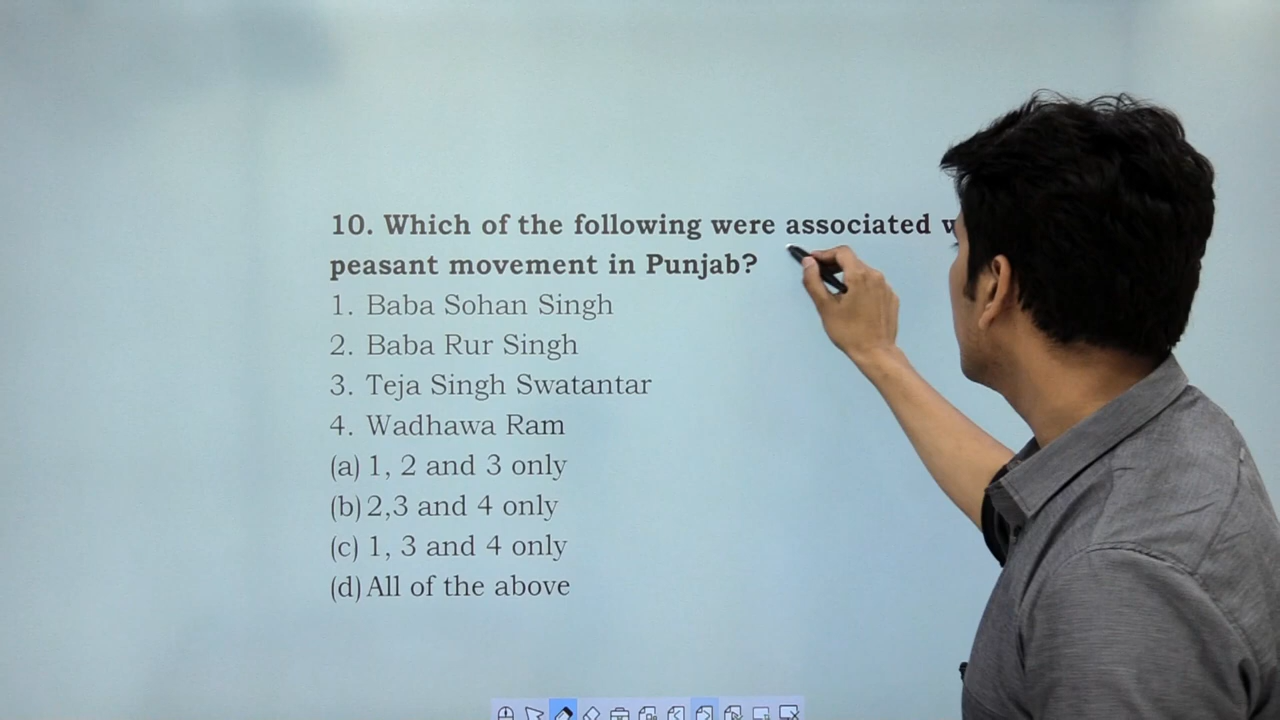 10. Which of the following were associated
peasant movement in Punjab?
1. Baba Sohan Singh
2. Baba Rur Singh
3. Teja Singh Swatantar
4. Wadhawa Ram
(a) 1, 2 and 3 only
(b) 2,3 and 4 only
(c) 1, 3 and 4 only
(d) All of the above